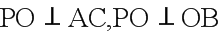 PO ⊥ AC,PO ⊥ OB